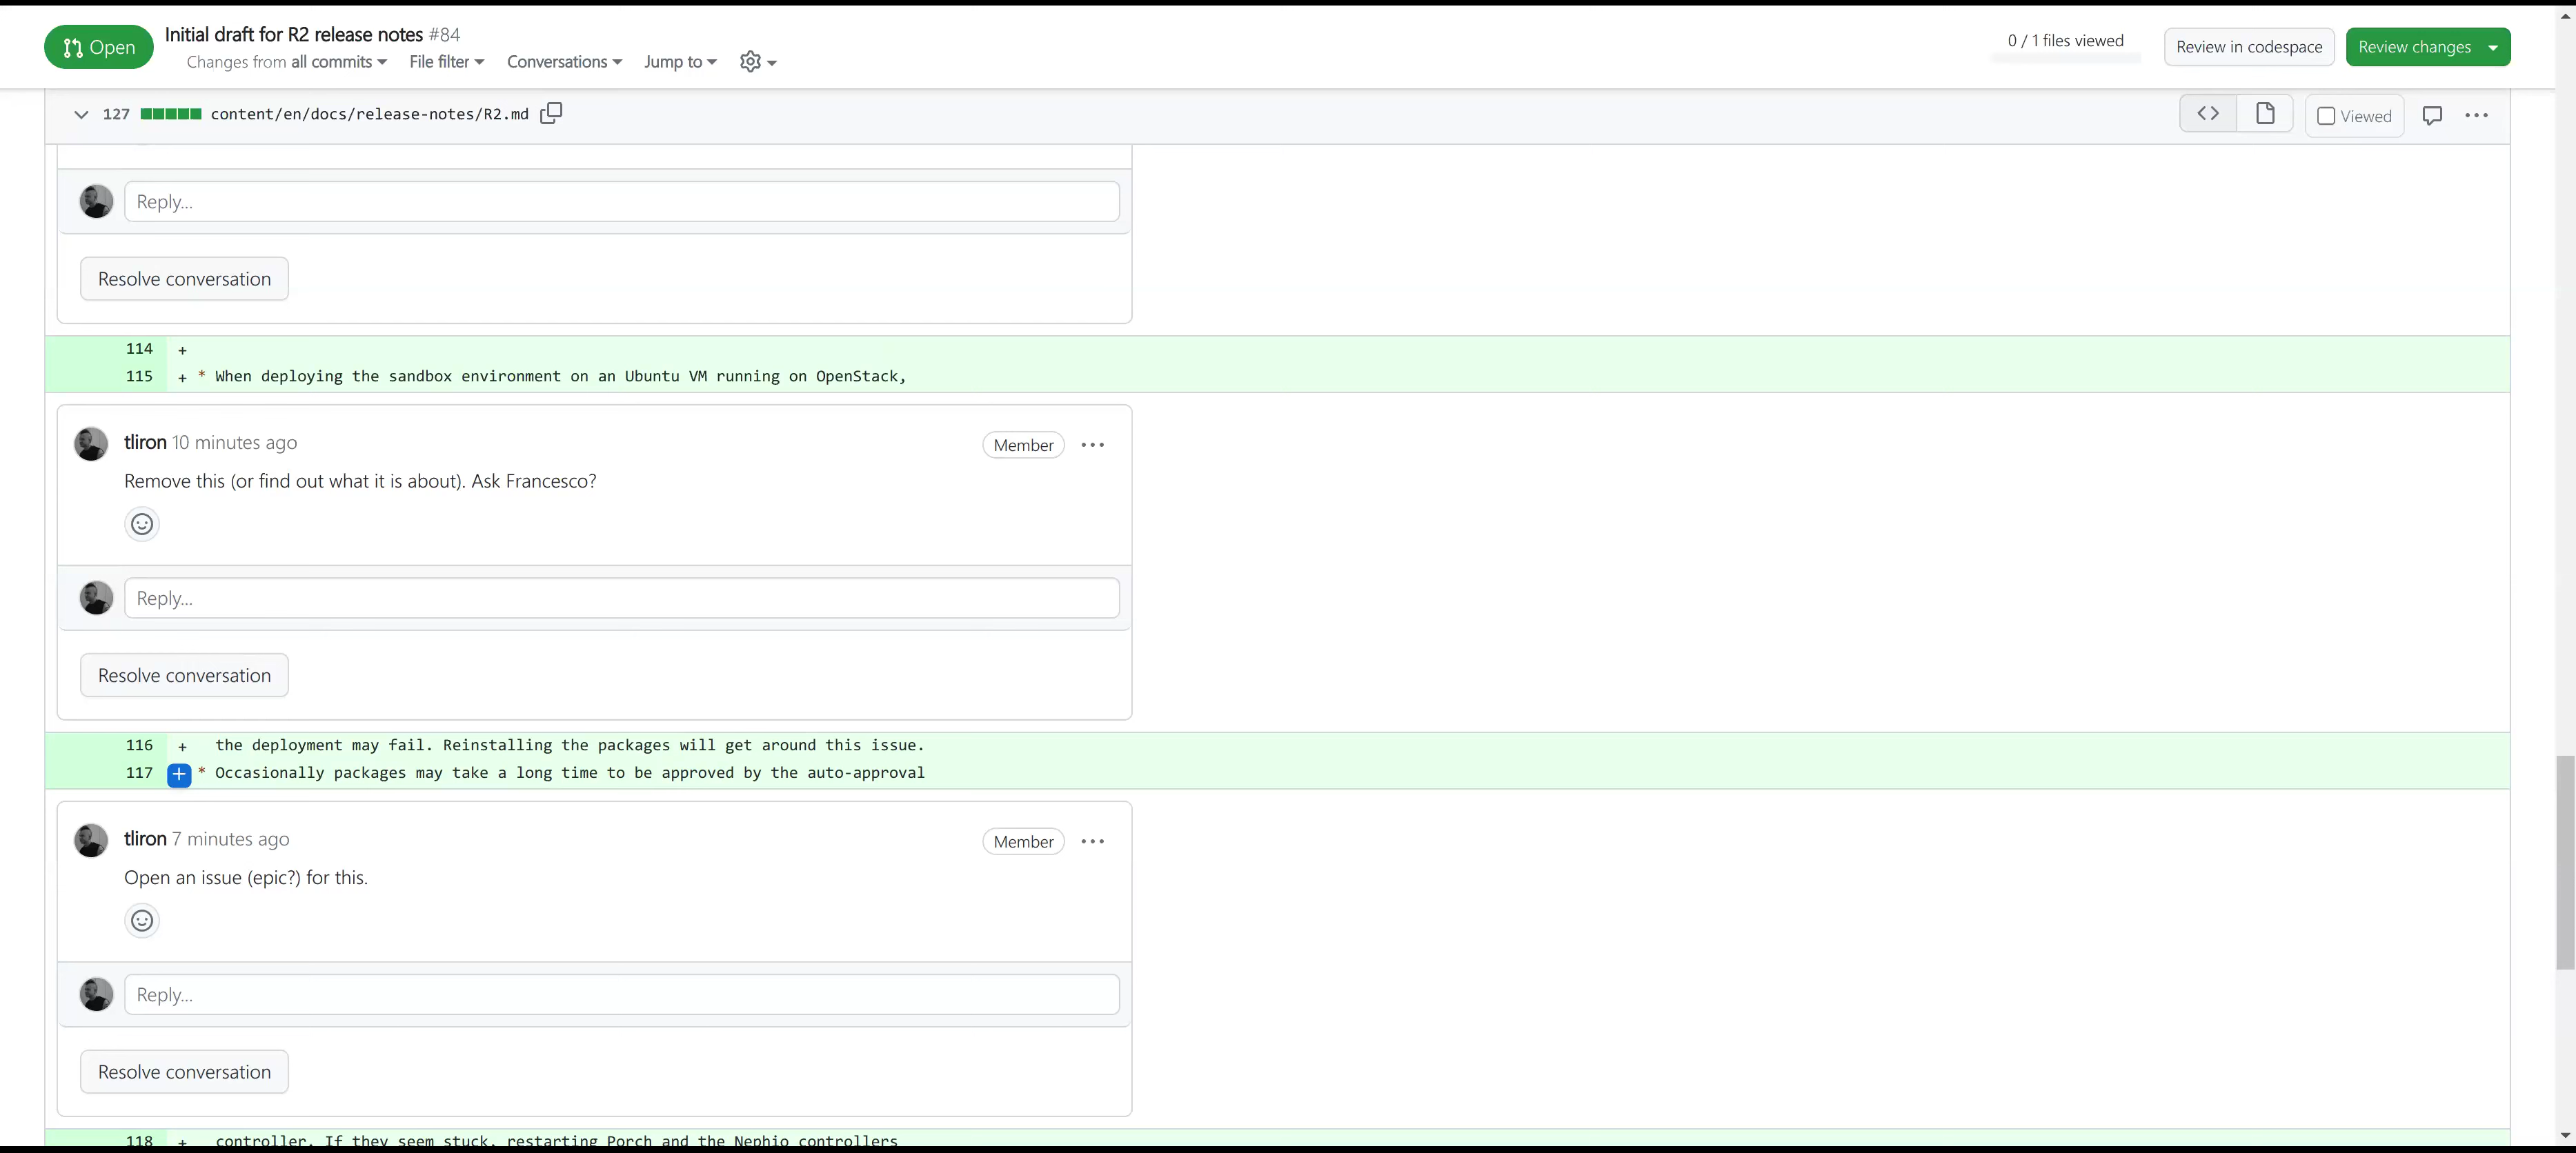 Open
Initial draft for R2 release notes #84
Changes from all commits File filter Conversations Jump to
0 / 1 files viewed
Review in codespace
Review changes
127 content/en/docs/release-notes/R2.md
Viewed
Reply...
Resolve conversation
114 +
115 + * When deploying the sandbox environment on an Ubuntu VM running on OpenStack,
tliron 10 minutes ago
Member
Remove this (or find out what it is about). Ask Francesco?
Reply...
Resolve conversation
116 + the deployment may fail. Reinstalling the packages will get around this issue.
117 + * Occasionally packages may take a long time to be approved by the auto-approval
tliron 7 minutes ago
Member
Open an issue (epic?) for this.
Reply...
Resolve conversation
118 + controller. If they seem stuck, restarting Porch and the Nephio controllers